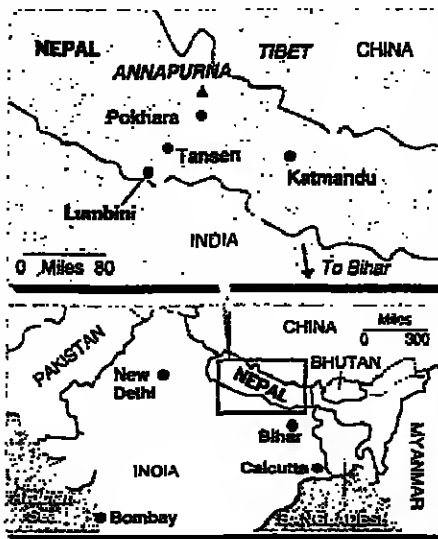 NEPAL
TIBET
CHINA
ANNAPURNA
Pokhara
Tansen
Katmandu
Lumbini
INDIA
0 Miles 80
To Bihar
CHINA
Miles
0 300
PAKISTAN
BHUTAN
New
Delhi
NEPAL
Bihar
INDIA
Calcutta
MYANMAR
Bombay
BANGLADESH